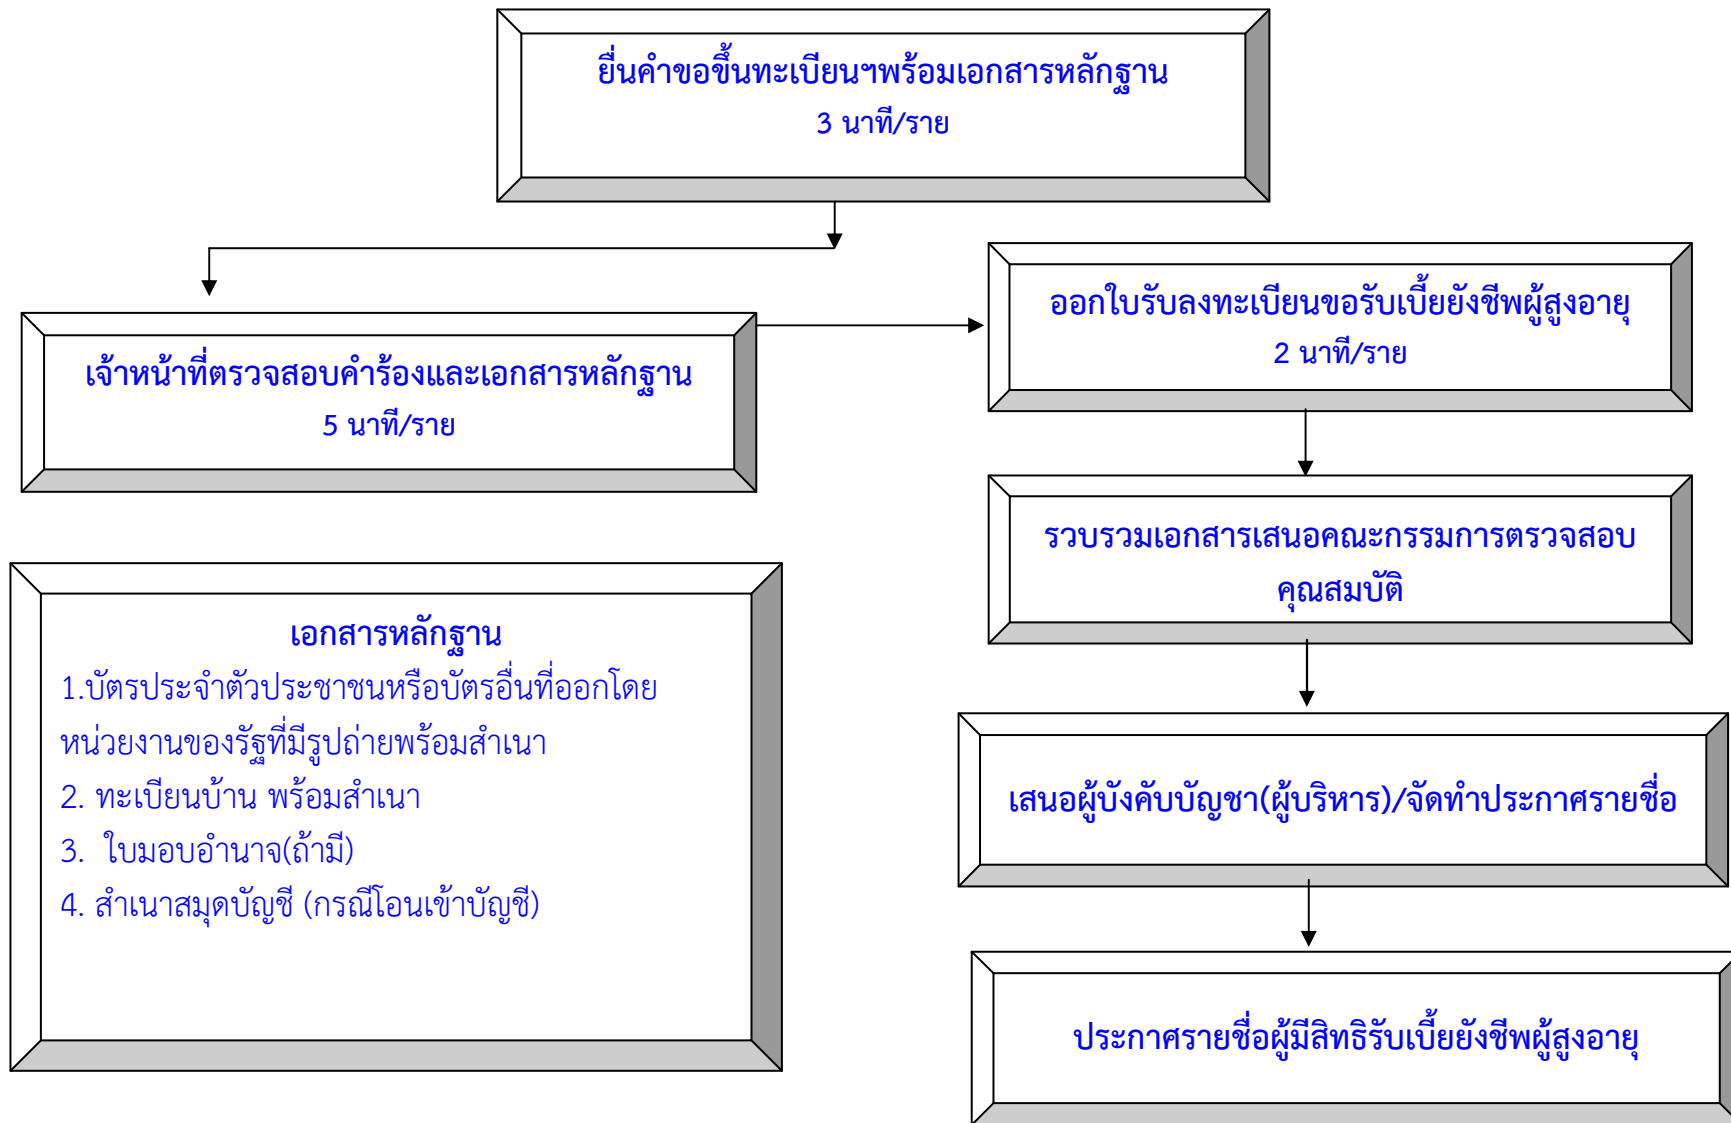 ยื่นคำขอขึ้นทะเบียนฯพร้อมเอกสารหลักฐาน
3 นาที/ราย
เจ้าหน้าที่ตรวจสอบคำร้องและเอกสารหลักฐาน
5 นาที/ราย
ออกใบรับลงทะเบียนขอรับเบี้ยยังชีพผู้สูงอายุ
2 นาที/ราย
รวบรวมเอกสารเสนอคณะกรรมการตรวจสอบ
คุณสมบัติ
เสนอผู้บังคับบัญชา(ผู้บริหาร)/จัดทำประกาศรายชื่อ
ประกาศรายชื่อผู้มีสิทธิรับเบี้ยยังชีพผู้สูงอายุ
เอกสารหลักฐาน
1.บัตรประจำตัวประชาชนหรือบัตรอื่นที่ออกโดย
หน่วยงานของรัฐที่มีรูปถ่ายพร้อมสำเนา
2. ทะเบียนบ้าน พร้อมสำเนา
3.  ใบมอบอำนาจ(ถ้ามี)
4. สำเนาสมุดบัญชี (กรณีโอนเข้าบัญชี)